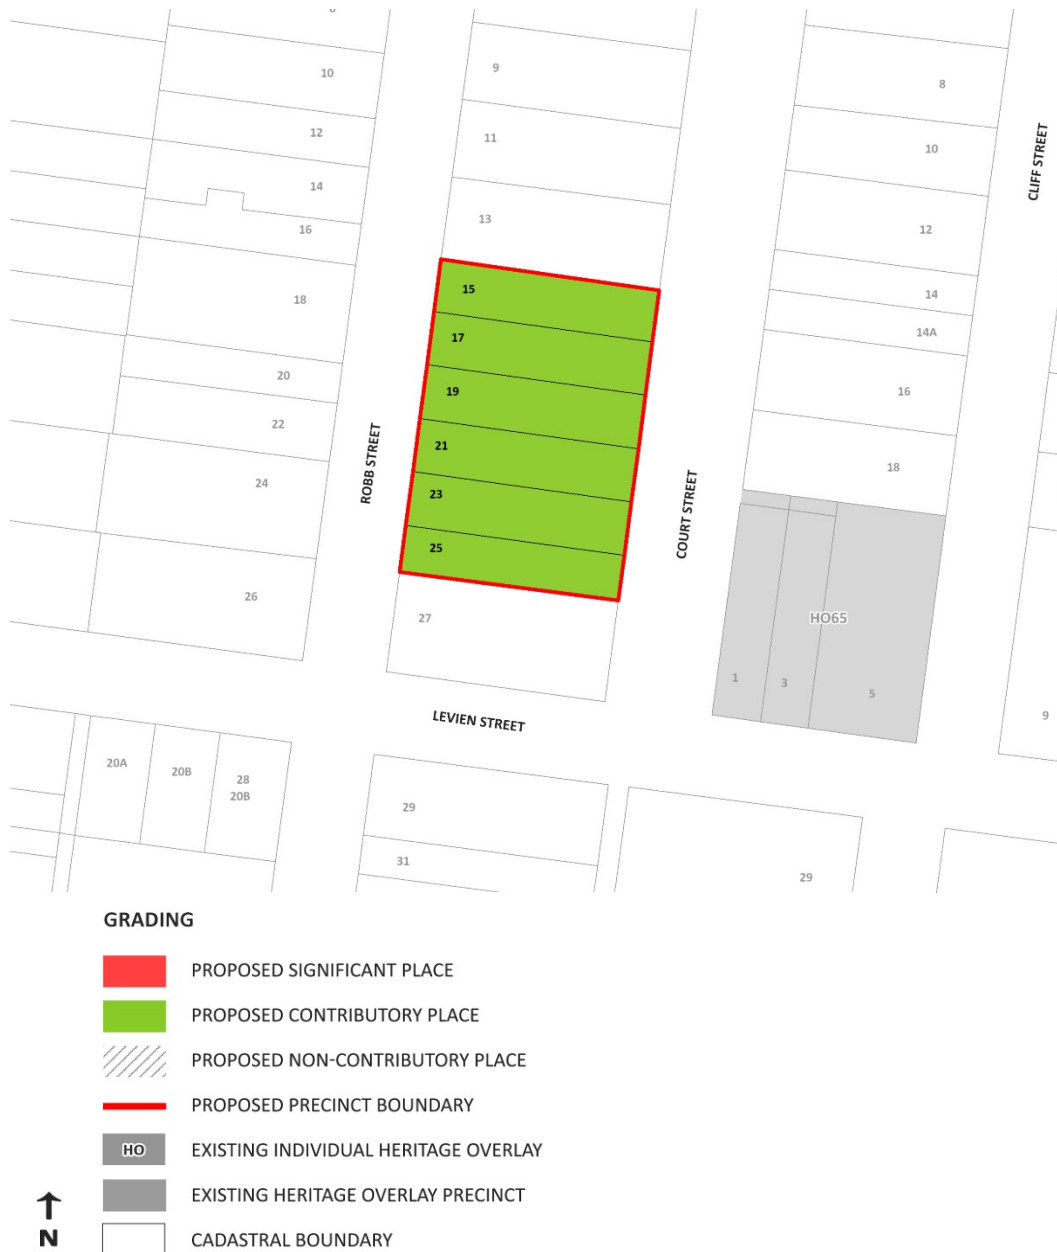 10
12
14
16
18
20
22
24
26
ROBB STREET
9
11
13
15
17
19
21
23
25
27
COURT STREET
8
10
12
14
14A
16
18
CLIFF STREET
HO65
1
3
5
9
LEVIEN STREET
20A
20B
28
20B
29
31
29
GRADING
PROPOSED SIGNIFICANT PLACE
PROPOSED CONTRIBUTORY PLACE
PROPOSED NON-CONTRIBUTORY PLACE
PROPOSED PRECINCT BOUNDARY
HO EXISTING INDIVIDUAL HERITAGE OVERLAY
EXISTING HERITAGE OVERLAY PRECINCT
CADASTRAL BOUNDARY
N